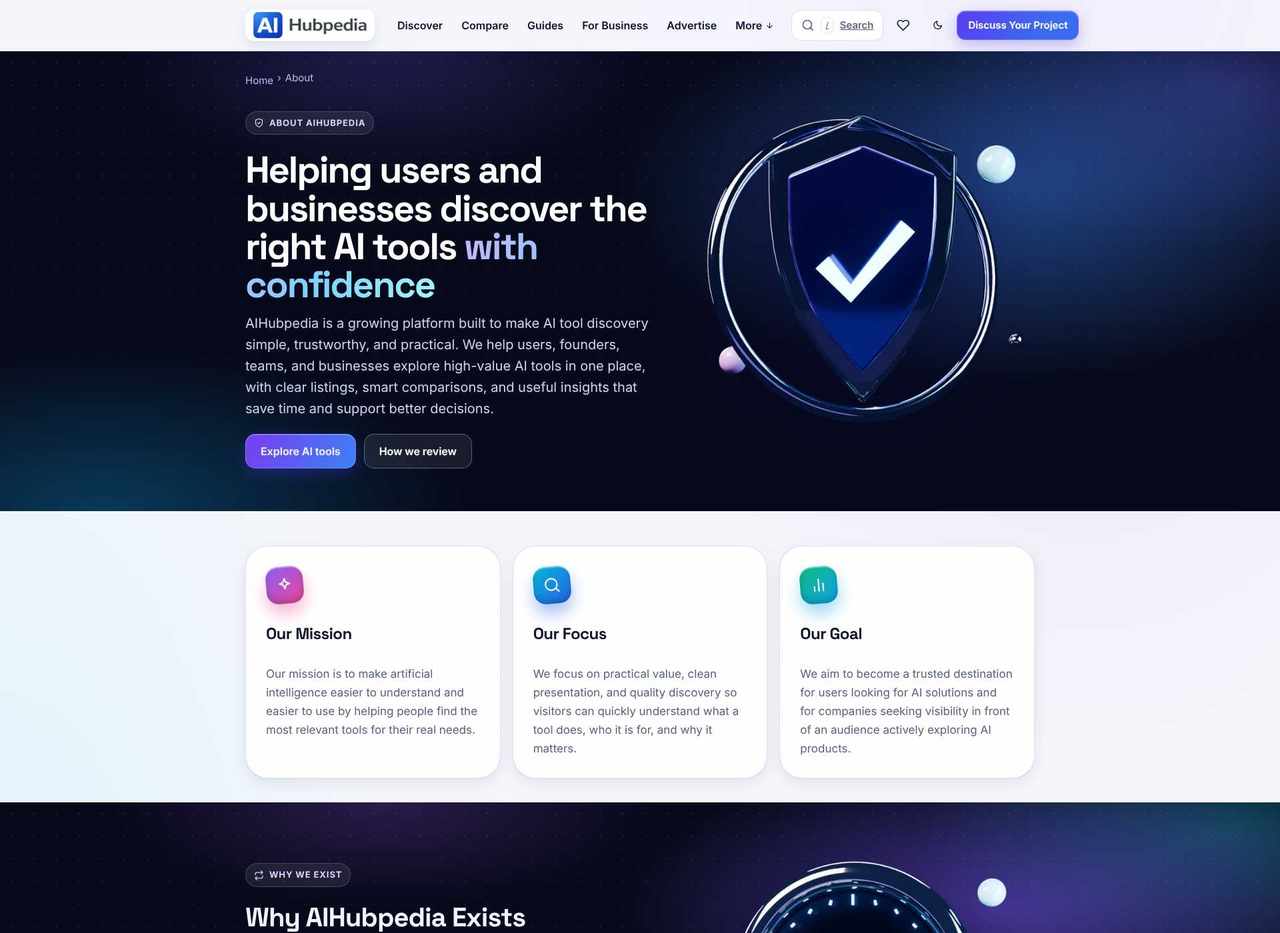 AI Hubpedia
Discover
Compare
Guides
For Business
Advertise
More ↓
/ Search
Discuss Your Project
Home › About
ABOUT AIHUBPEDIA
Helping users and
businesses discover the
right AI tools with
confidence
AIHubpedia is a growing platform built to make AI tool discovery
simple, trustworthy, and practical. We help users, founders,
teams, and businesses explore high-value AI tools in one place,
with clear listings, smart comparisons, and useful insights that
save time and support better decisions.
Explore AI tools
How we review
Our Mission
Our mission is to make artificial
intelligence easier to understand and
easier to use by helping people find the
most relevant tools for their real needs.
Our Focus
We focus on practical value, clean
presentation, and quality discovery so
visitors can quickly understand what a
tool does, who it is for, and why it
matters.
Our Goal
We aim to become a trusted destination
for users looking for AI solutions and
for companies seeking visibility in front
of an audience actively exploring AI
products.
WHY WE EXIST
Why AIHubpedia Exists